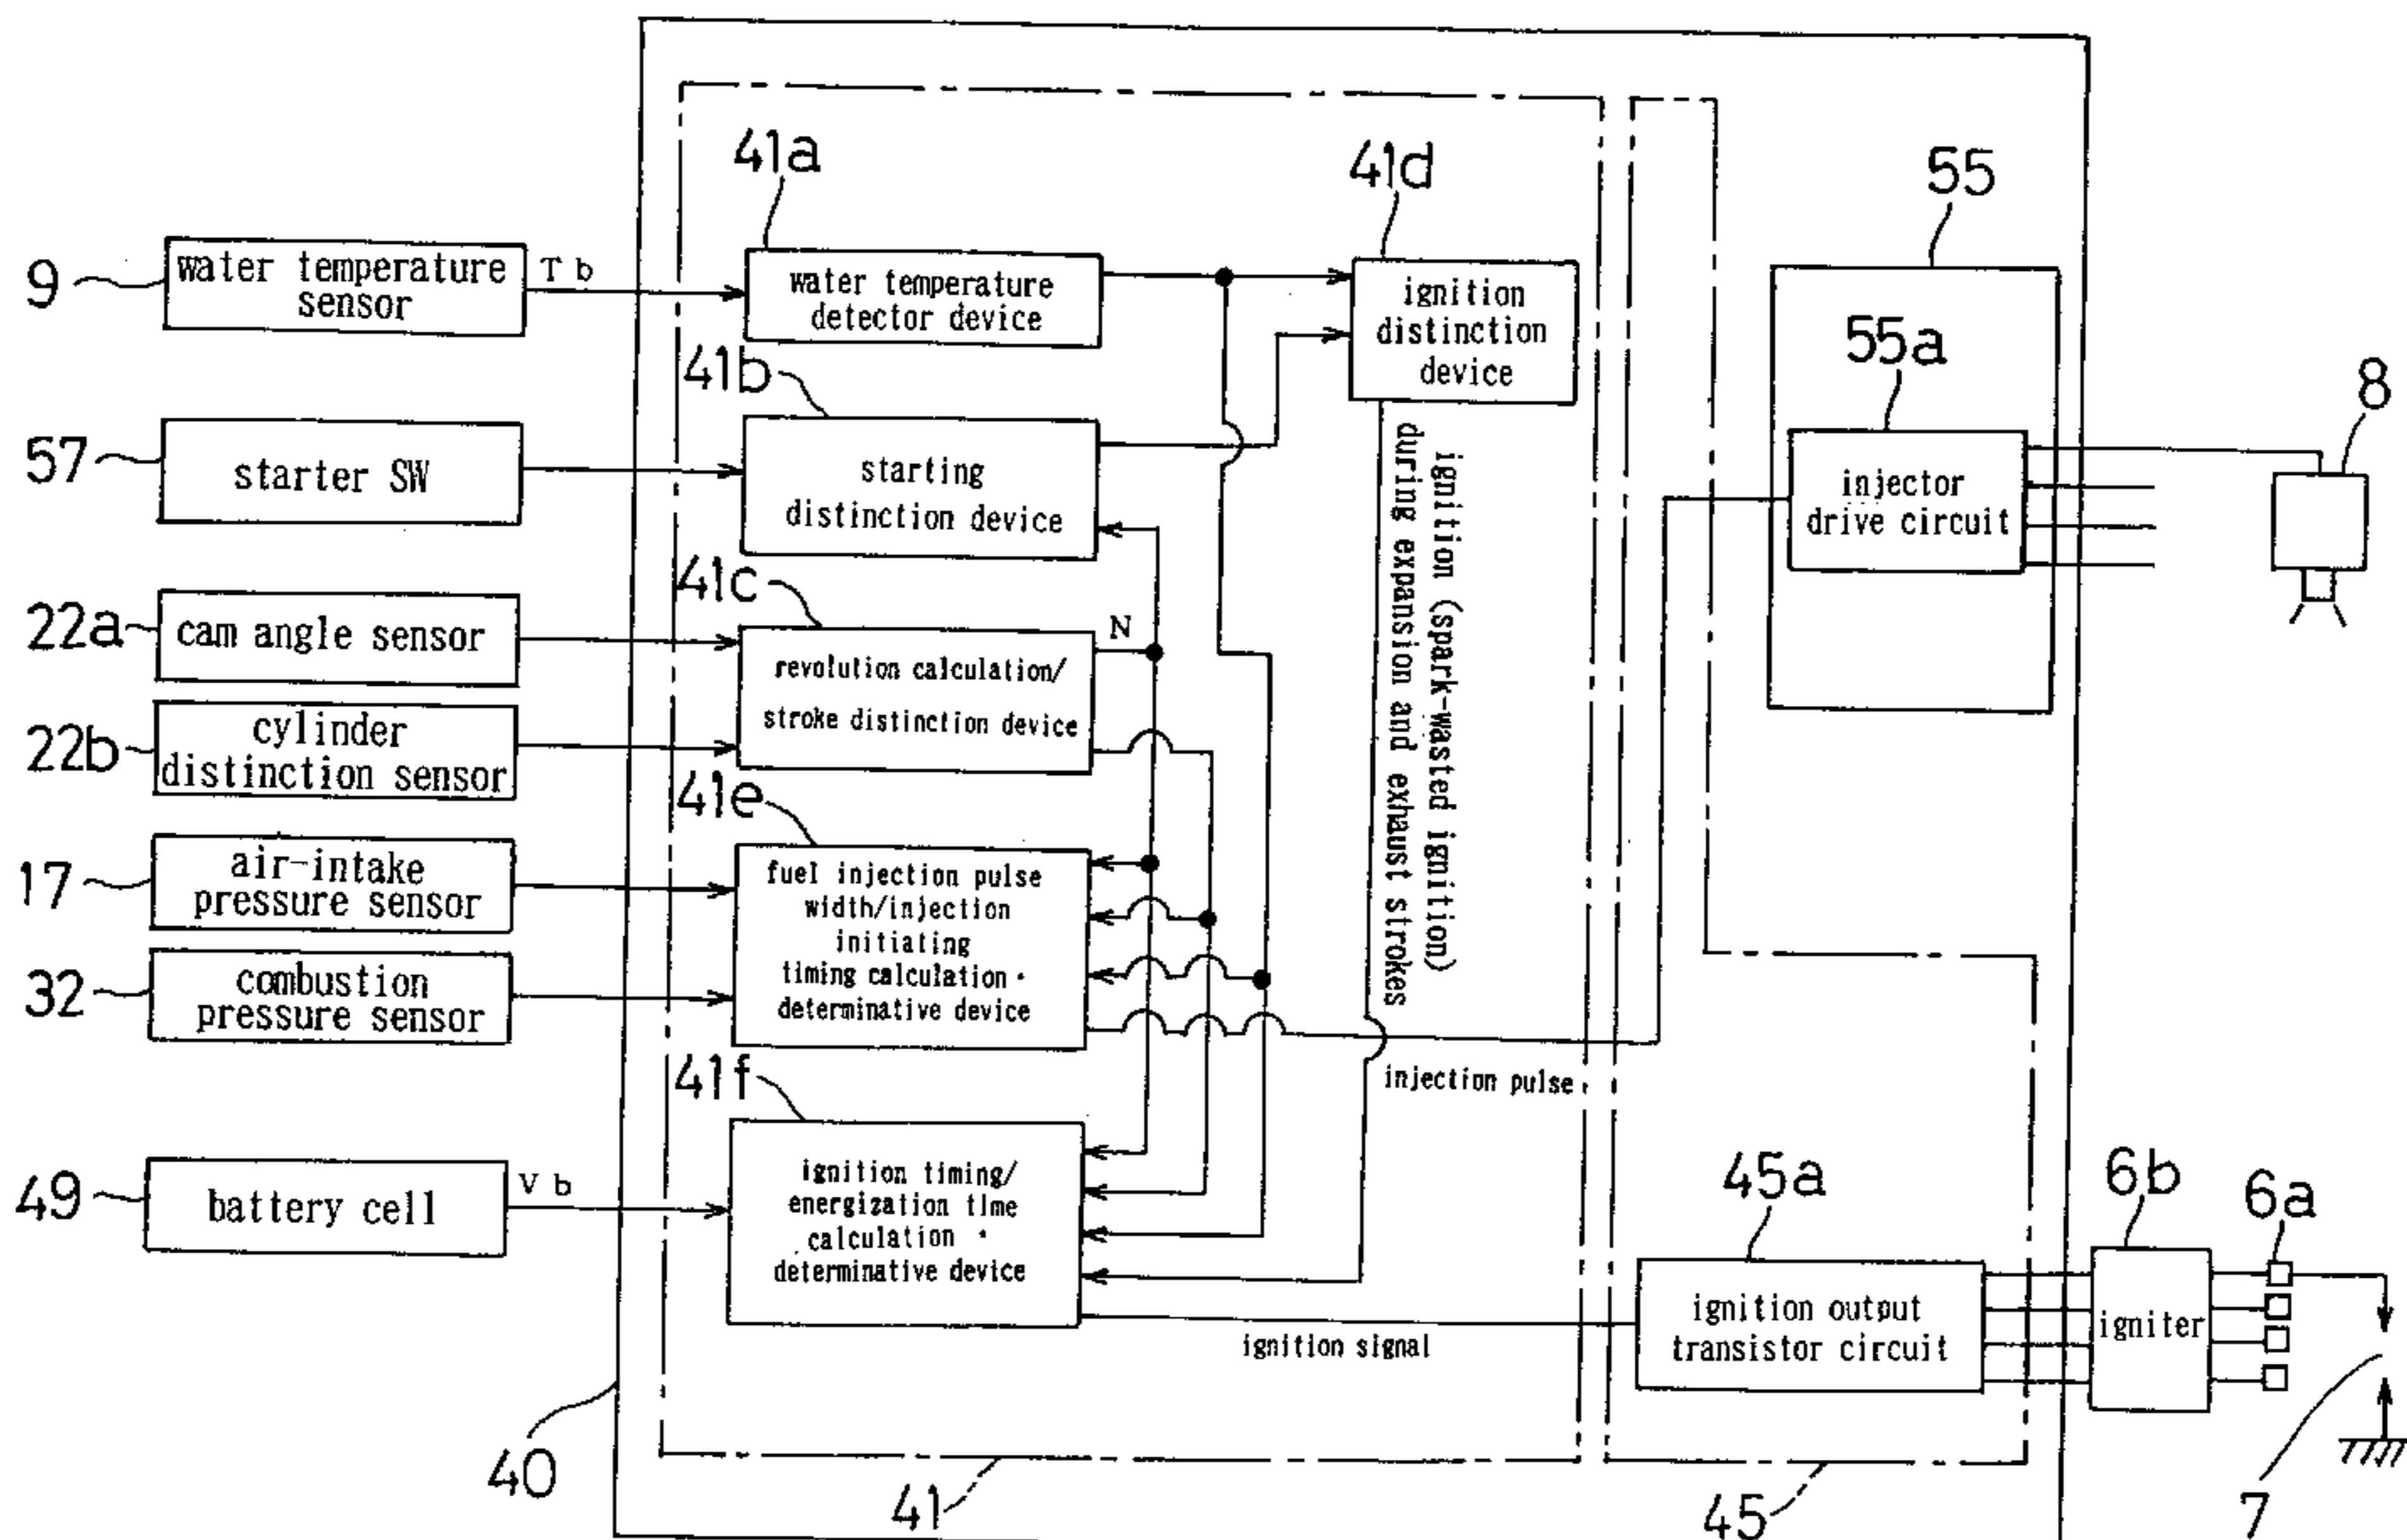 41a
41d
55
9
water temperature
sensor
T b
water temperature
detector device
ignition
distinction
device
41b
55a
8
57
starter SW
starting
distinction device
injector
drive circuit
ignition (spark-wasted ignition)
during expansion and exhaust strokes
41c
22a
cam angle sensor
N
revolution calculation/
stroke distinction device
22b
cylinder
distinction sensor
41e
17
air-intake
pressure sensor
fuel injection pulse
width/injection
initiating
timing calculation・
determinative device
32
combustion
pressure sensor
41f
injection pulse
49
battery cell
V b
ignition timing/
energization time
calculation ・
determinative device
45a
6b
6a
ignition output
transistor circuit
igniter
ignition signal
40
41
45
7